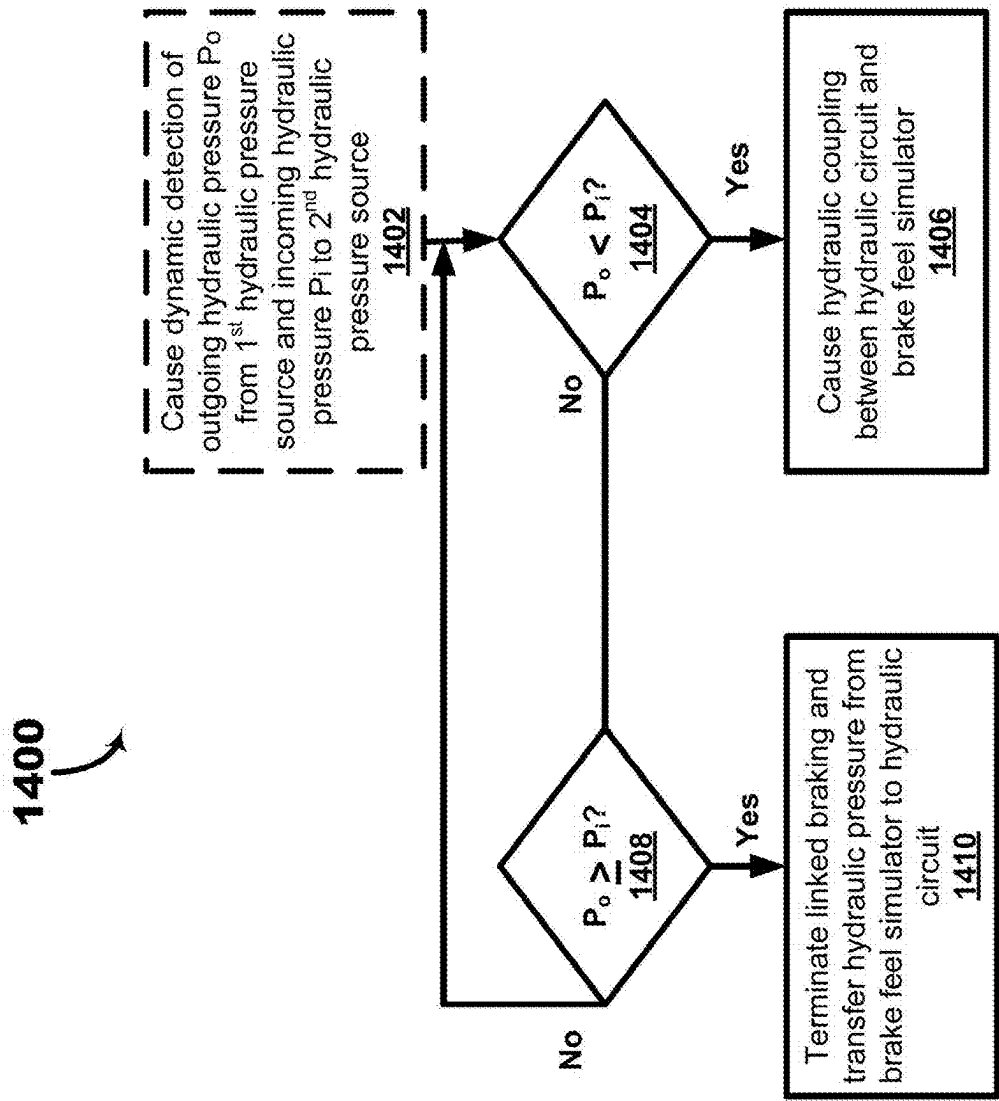 1400
Cause dynamic detection of
outgoing hydraulic pressure Po
from 1st hydraulic pressure
source and incoming hydraulic
pressure Pi to 2nd hydraulic
pressure source
1402
Po < Pi?
1404
No
Yes
Cause hydraulic coupling
between hydraulic circuit and
brake feel simulator
1406
Po ≥ Pi?
1408
No
Yes
Terminate linked braking and
transfer hydraulic pressure from
brake feel simulator to hydraulic
circuit
1410